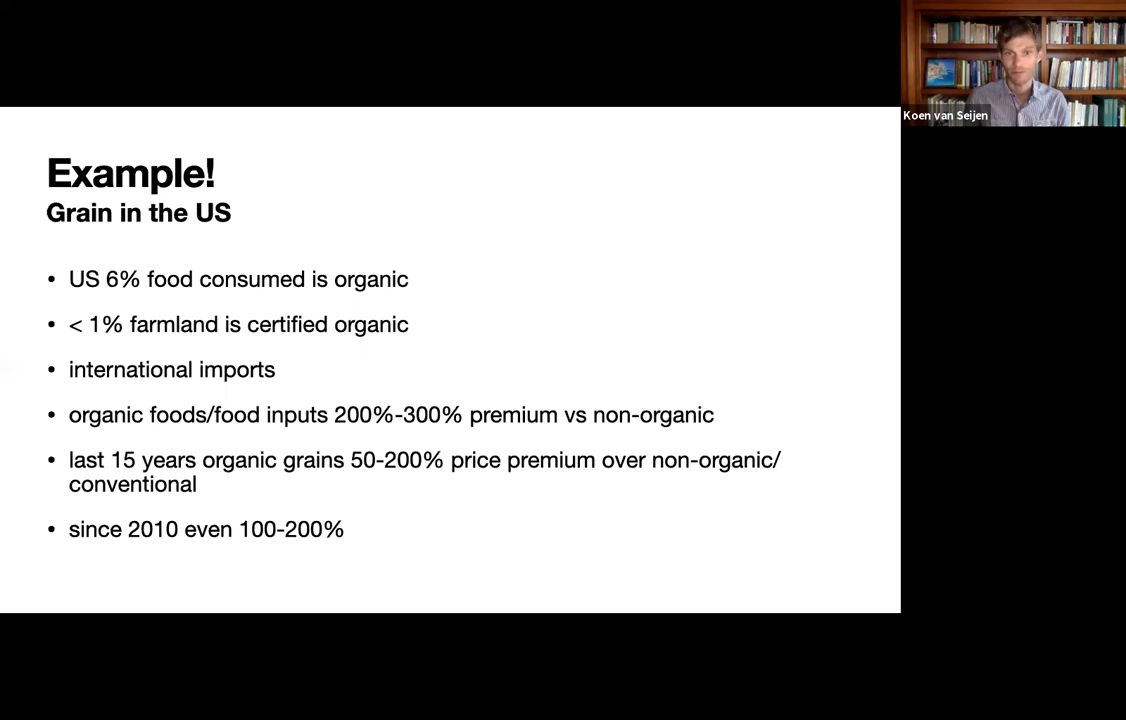 Koen van Seijen
Example!
Grain in the US
• US 6% food consumed is organic
• < 1% farmland is certified organic
• international imports
• organic foods/food inputs 200%-300% premium vs non-organic
• last 15 years organic grains 50-200% price premium over non-organic/
conventional
• since 2010 even 100-200%